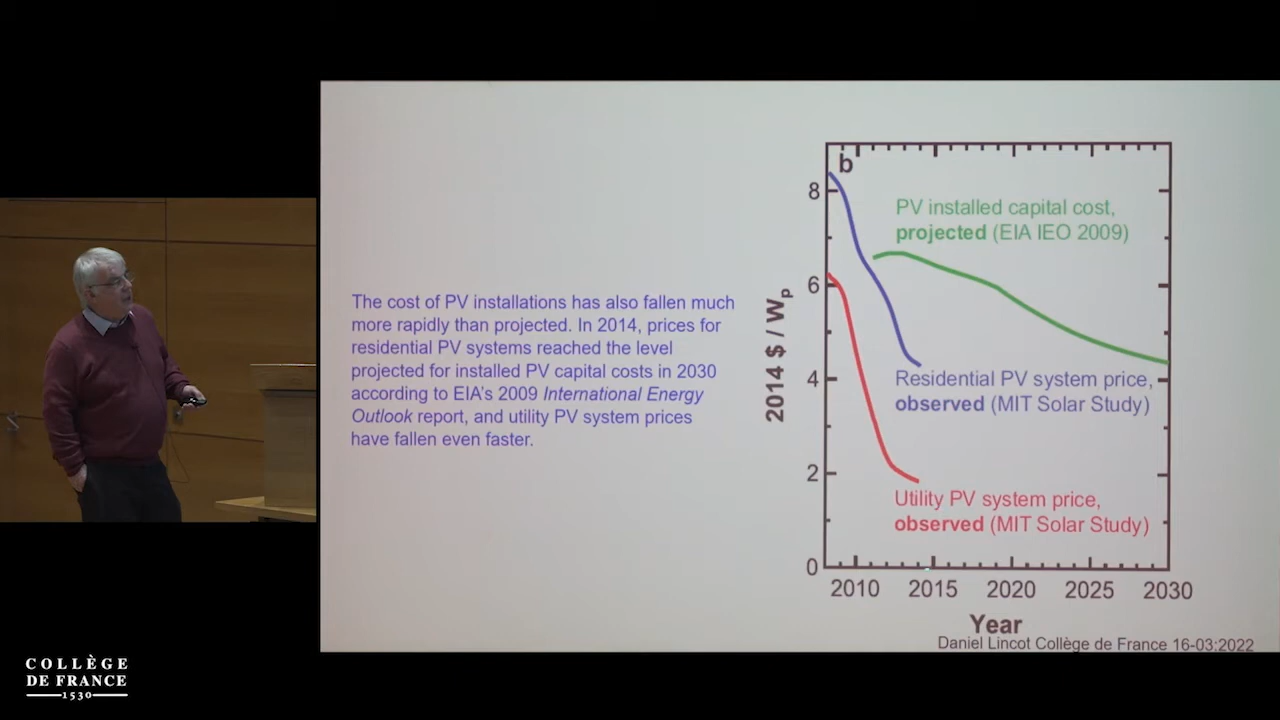 The cost of PV installations has also fallen much
more rapidly than projected. In 2014, prices for
residential PV systems reached the level
projected for installed PV capital costs in 2030
according to EIA's 2009 International Energy
Outlook report, and utility PV system prices
have fallen even faster.
b
PV installed capital cost,
projected (EIA IEO 2009)
Residential PV system price,
observed (MIT Solar Study)
Utility PV system price,
observed (MIT Solar Study)
2014 $ / Wp
8
6
4
2
0
2010 2015 2020 2025 2030
Year
Daniel Lincot Collège de France 16-03:2022
COLLÈGE
DE FRANCE
1530